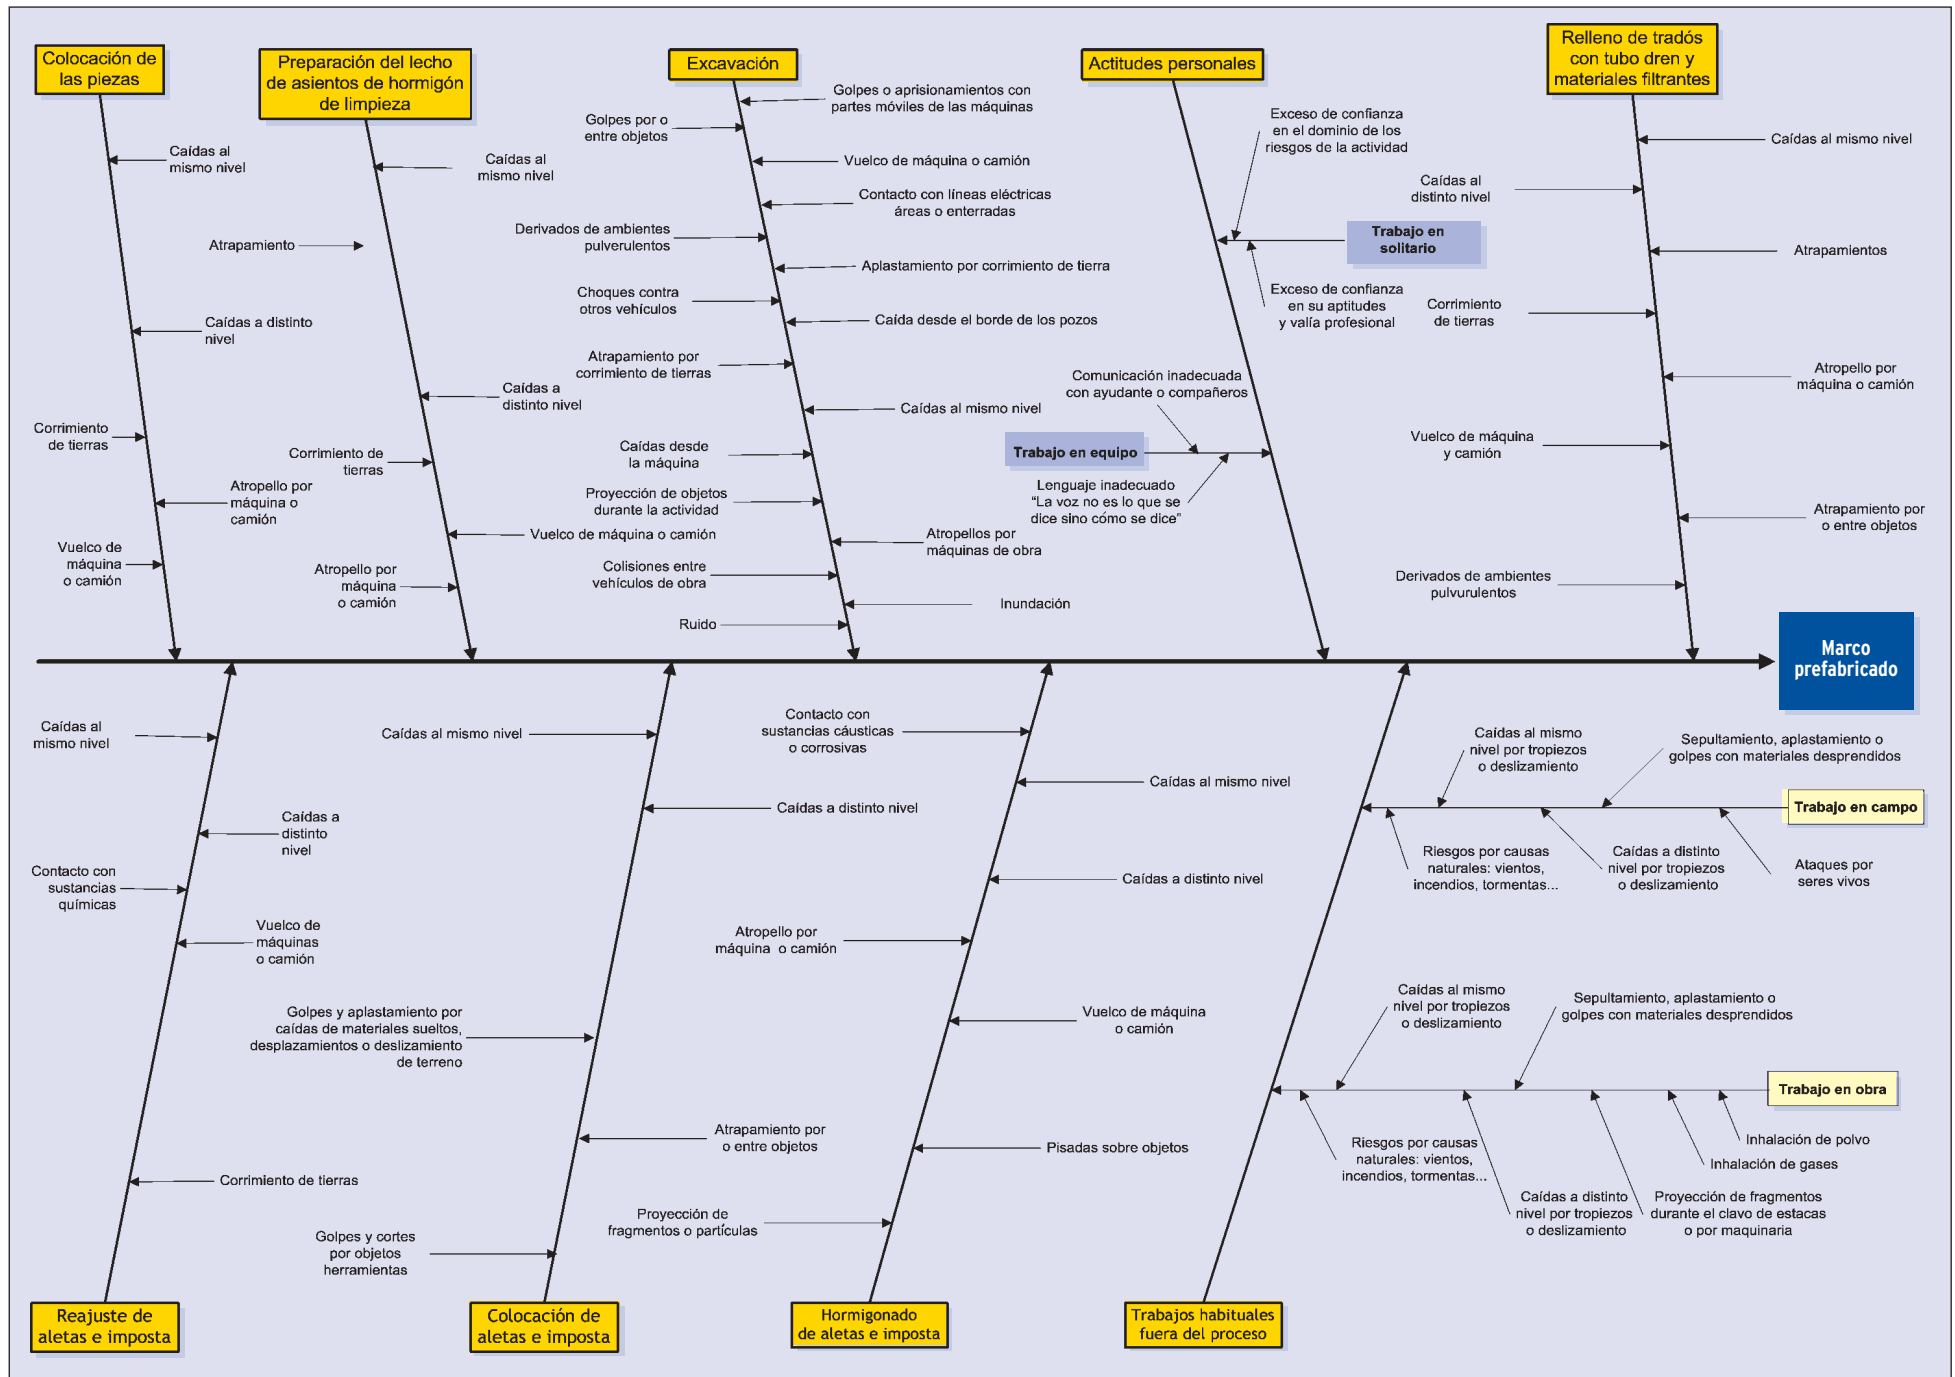 Colocación de
las piezas
Caídas al
mismo nivel
Caídas a distinto
nivel
Corrimiento
de tierras
Atropello por
máquina o
camión
Vuelco de
máquina
o camión
Preparación del lecho
de asientos de hormigón
de limpieza
Caídas al
mismo nivel
Atrapamiento
Caídas a
distinto nivel
Corrimiento de
tierras
Vuelco de máquina o camión
Atropello por
máquina
o camión
Excavación
Golpes o aprisionamientos con
partes móviles de las máquinas
Golpes por o
entre objetos
Vuelco de máquina o camión
Contacto con líneas eléctricas
áreas o enterradas
Derivados de ambientes
pulverulentos
Aplastamiento por corrimiento de tierra
Choques contra
otros vehículos
Caída desde el borde de los pozos
Atrapamiento por
corrimiento de tierras
Caídas al mismo nivel
Caídas desde
la máquina
Proyección de objetos
durante la actividad
Atropellos por
máquinas de obra
Colisiones entre
vehículos de obra
Inundación
Ruido
Actitudes personales
Exceso de confianza
en el dominio de los
riesgos de la actividad
Trabajo en
solitario
Exceso de confianza
en su aptitudes
y valía profesional
Comunicación inadecuada
con ayudante o compañeros
Trabajo en equipo
Lenguaje inadecuado
“La voz no es lo que se
dice sino cómo se dice”
Relleno de tradós
con tubo dren y
materiales filtrantes
Caídas al mismo nivel
Caídas al
distinto nivel
Atrapamientos
Corrimiento
de tierras
Atropello por
máquina o camión
Vuelco de máquina
y camión
Atrapamiento por
o entre objetos
Derivados de ambientes
pulvurulentos
Marco
prefabricado
Caídas al
mismo nivel
Caídas a
distinto
nivel
Contacto con
sustancias
químicas
Vuelco de
máquinas
o camión
Corrimiento de tierras
Reajuste de
aletas e imposta
Caídas al mismo nivel
Caídas a distinto nivel
Golpes y aplastamiento por
caídas de materiales sueltos,
desplazamientos o deslizamiento
de terreno
Atrapamiento por
o entre objetos
Golpes y cortes
por objetos
herramientas
Colocación de
aletas e imposta
Contacto con
sustancias cáusticas
o corrosivas
Caídas al mismo nivel
Caídas a distinto nivel
Atropello por
máquina o camión
Vuelco de máquina
o camión
Pisadas sobre objetos
Proyección de
fragmentos o partículas
Hormigonado
de aletas e imposta
Caídas al mismo
nivel por tropiezos
o deslizamiento
Sepultamiento, aplastamiento o
golpes con materiales desprendidos
Trabajo en campo
Riesgos por causas
naturales: vientos,
incendios, tormentas...
Caídas a distinto
nivel por tropiezos
o deslizamiento
Ataques por
seres vivos
Caídas al mismo
nivel por tropiezos
o deslizamiento
Sepultamiento, aplastamiento o
golpes con materiales desprendidos
Trabajo en obra
Riesgos por causas
naturales: vientos,
incendios, tormentas...
Caídas a distinto
nivel por tropiezos
o deslizamiento
Proyección de fragmentos
durante el clavo de estacas
o por maquinaria
Inhalación de gases
Inhalación de polvo
Trabajos habituales
fuera del proceso